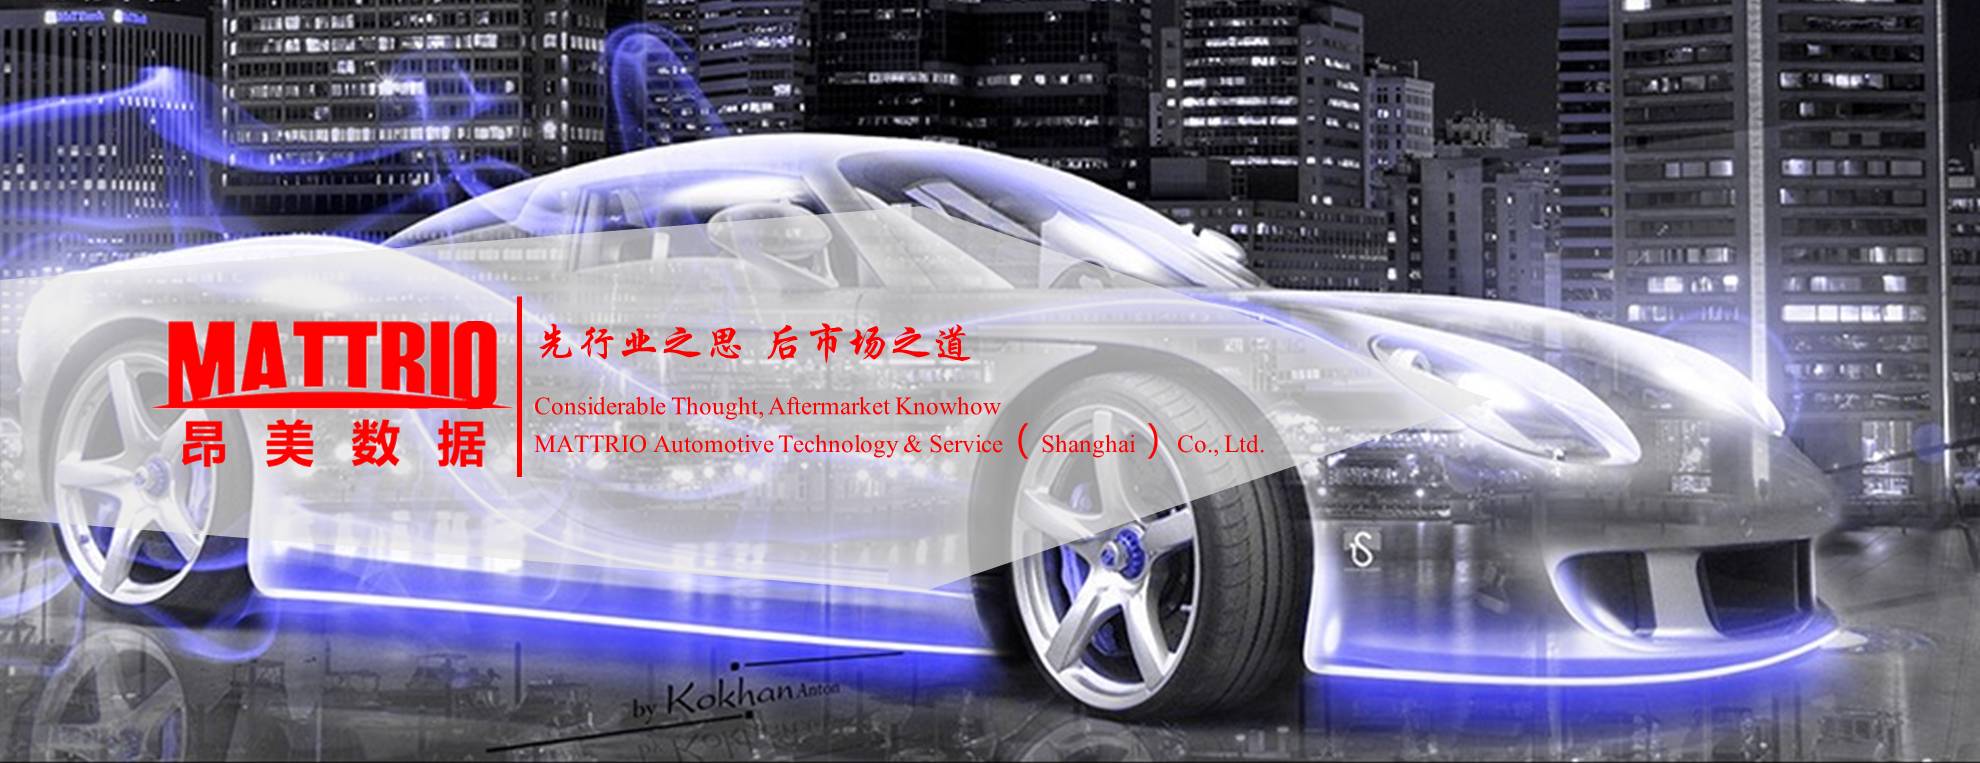 MATTRIO
昂美数据
先行业之思 后市场之道
Considerable Thought, Aftermarket Knowhow
MATTRIO Automotive Technology & Service（Shanghai）Co., Ltd.
by Kokhan Anton